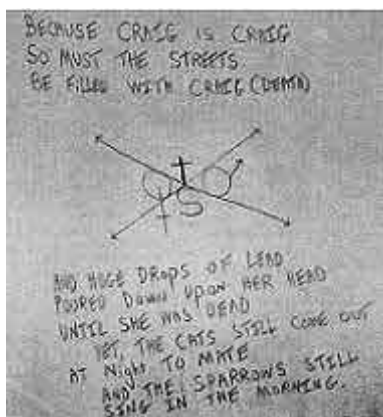 BECAUSE CRAIG IS CRAIG
SO MUST THE STREETS
BE FILLED WITH CRAIG (DEATH)
S
AND HUGE DROPS OF LEAD
POURED DOWN UPON HER HEAD
UNTIL SHE WAS DEAD
YET, THE CATS STILL COME OUT
AT Night TO MATE
AND THE SPARROWS STILL
SING IN THE MORNING.